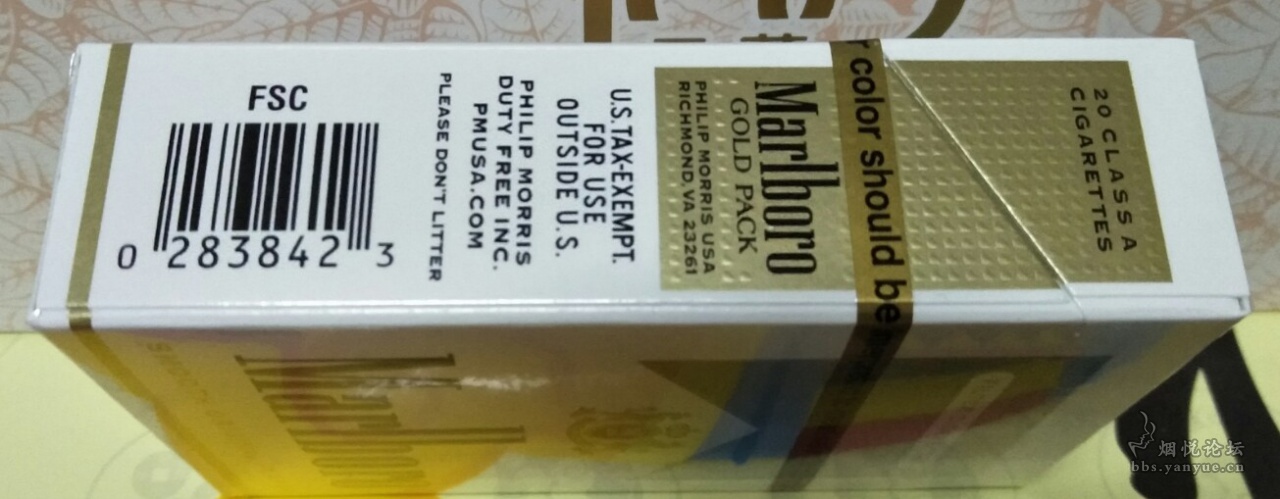 FSC
0 283842 3
PLEASE DON'T LITTER
PHILIP MORRIS
DUTY FREE INC.
PMUSA.COM
U.S.TAX-EXEMPT.
FOR USE
OUTSIDE U.S.
Marlboro
GOLD PACK
PHILIP MORRIS USA
RICHMOND, VA 23261
r color should be
20 CLASS A
CIGARETTES
烟悦论坛
bbs.yanyue.cn